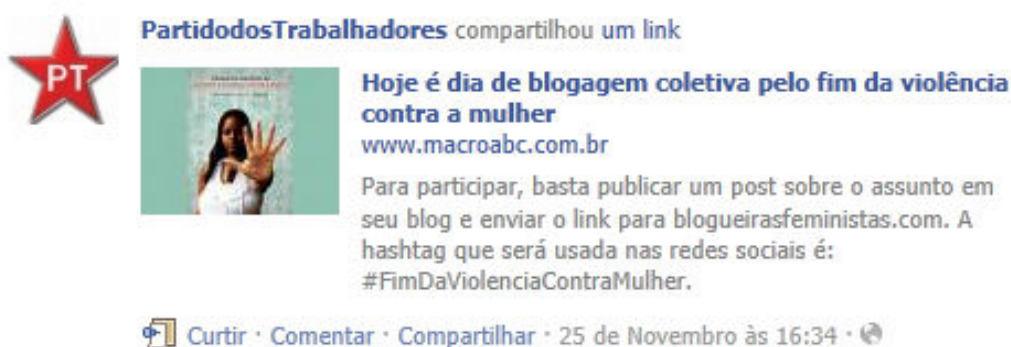 PT
PartidodosTrabalhadores compartilhou um link
Hoje é dia de blogagem coletiva pelo fim da violência
contra a mulher
www.macroabc.com.br
Para participar, basta publicar um post sobre o assunto em
seu blog e enviar o link para blogueirasfeministas.com. A
hashtag que será usada nas redes sociais é:
#FimDaViolenciaContraMulher.
Curtir · Comentar · Compartilhar · 25 de Novembro às 16:34 ·